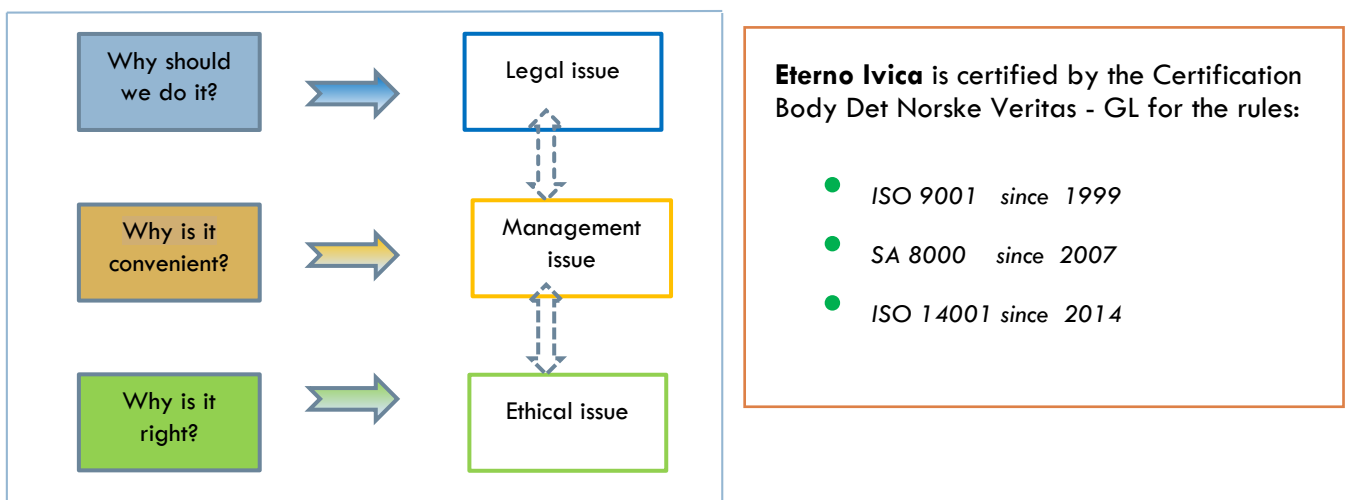 Why should
we do it?
Legal issue
Why is it
convenient?
Management
issue
Why is it
right?
Ethical issue
Eterno Ivica is certified by the Certification
Body Det Norske Veritas - GL for the rules:
ISO 9001 since 1999
SA 8000 since 2007
ISO 14001 since 2014